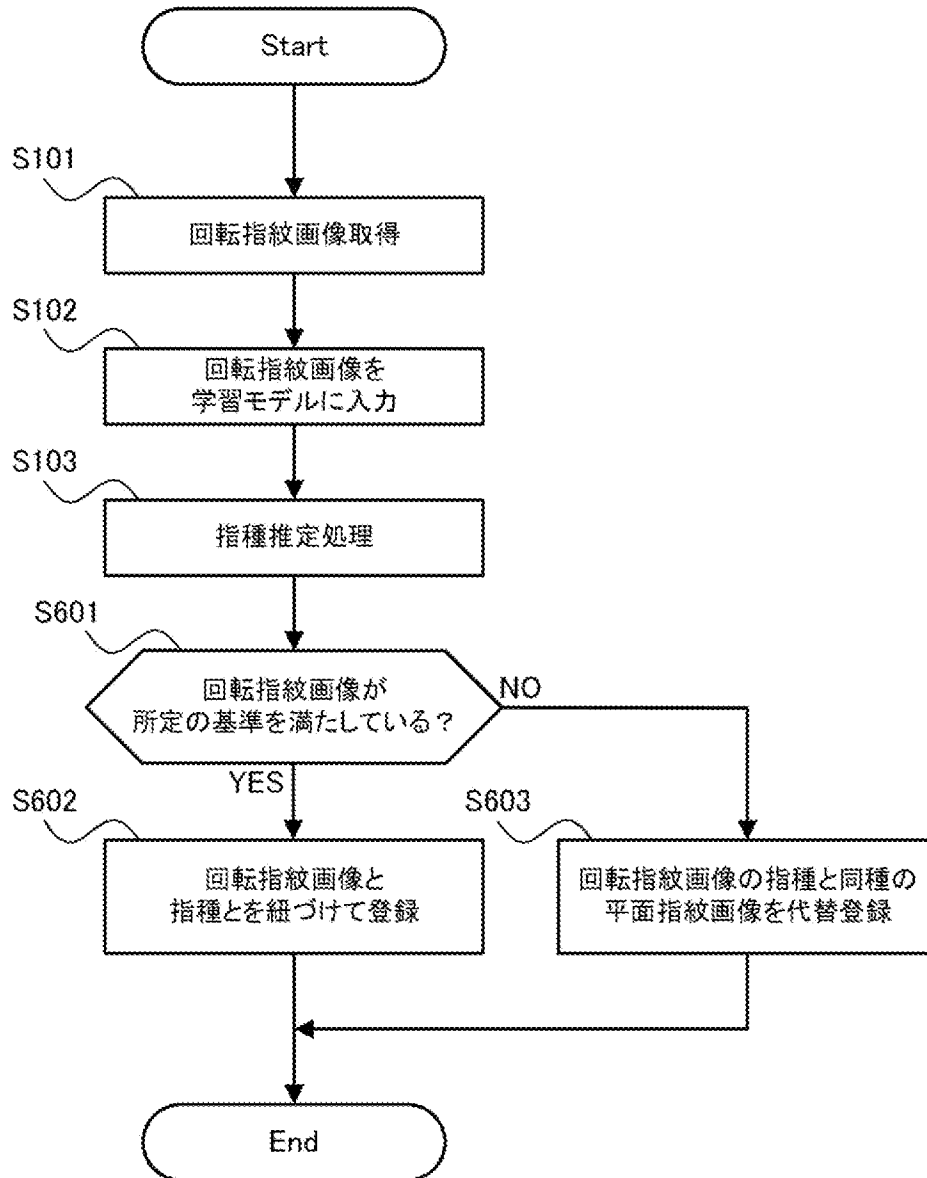 Start
S101
回転指紋画像取得
S102
回転指紋画像を
学習モデルに入力
S103
指種推定処理
S601
回転指紋画像が
所定の基準を満たしている?
NO
YES
S602
回転指紋画像と
指種とを紐づけて登録
S603
回転指紋画像の指種と同種の
平面指紋画像を代替登録
End